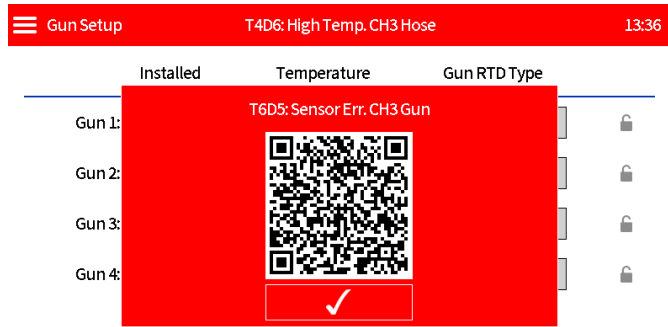 Gun Setup T4D6: High Temp. CH3 Hose 13:36
Installed Temperature Gun RTD Type
T6D5: Sensor Err. CH3 Gun
Gun 1:
Gun 2:
Gun 3:
Gun 4: